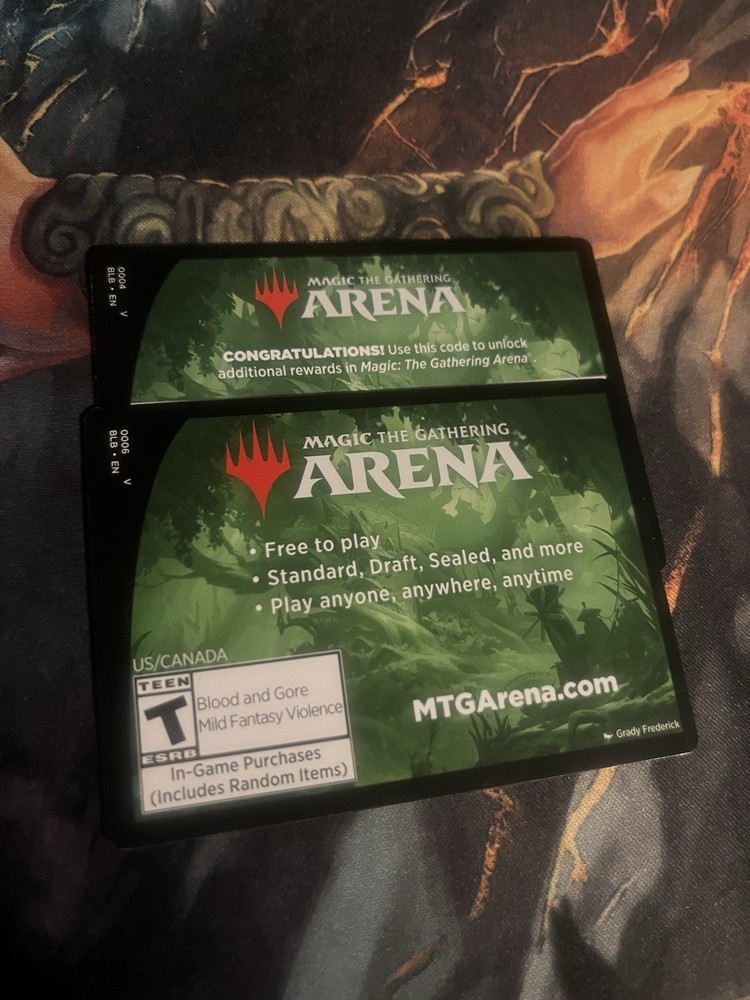 0004 V
BLB • EN
MAGIC THE GATHERING
ARENA
CONGRATULATIONS! Use this code to unlock
additional rewards in Magic: The Gathering Arena®.
0006 V
BLB • EN
MAGIC THE GATHERING
ARENA
• Free to play
• Standard, Draft, Sealed, and more
• Play anyone, anywhere, anytime
US/CANADA
TEEN
T
ESRB
Blood and Gore
Mild Fantasy Violence
In-Game Purchases
(Includes Random Items)
MTGArena.com
Grady Frederick